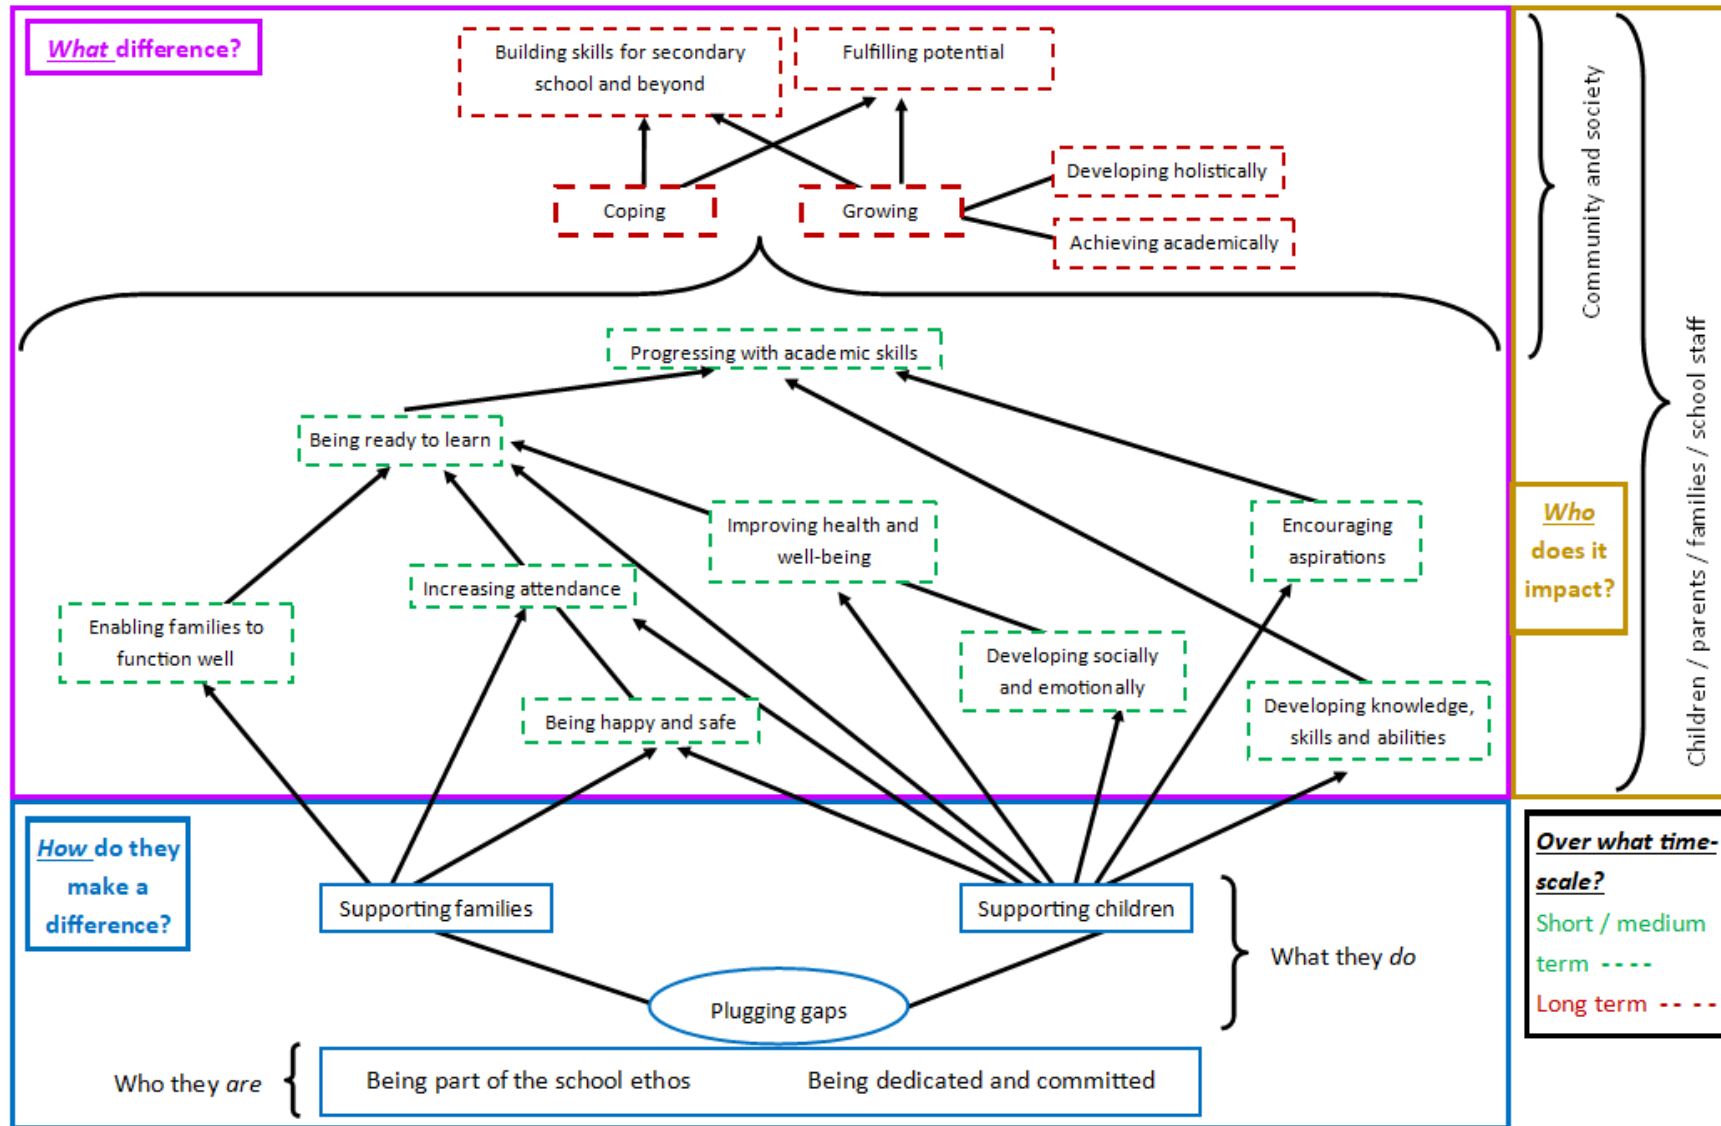 What difference?
Building skills for secondary
school and beyond
Fulfilling potential
Developing holistically
Coping
Growing
Achieving academically
Progressing with academic skills
Being ready to learn
Improving health and
well-being
Encouraging
aspirations
Increasing attendance
Enabling families to
function well
Developing socially
and emotionally
Being happy and safe
Developing knowledge,
skills and abilities
Community and society
Children / parents / families / school staff
Who
does it
impact?
How do they
make a
difference?
Supporting families
Supporting children
What they do
Plugging gaps
Who they are
Being part of the school ethos
Being dedicated and committed
Over what time-
scale?
Short / medium
term - - - -
Long term - - - -